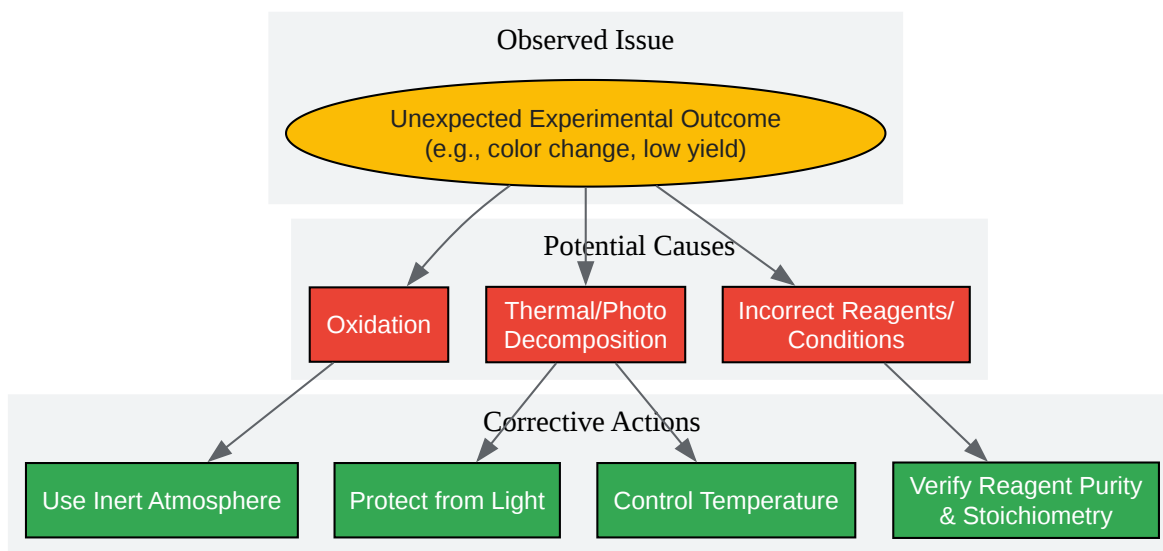 Observed Issue
Unexpected Experimental Outcome
(e.g., color change, low yield)
Potential Causes
Oxidation
Thermal/Photo
Decomposition
Incorrect Reagents/
Conditions
Corrective Actions
Use Inert Atmosphere
Protect from Light
Control Temperature
Verify Reagent Purity
& Stoichiometry